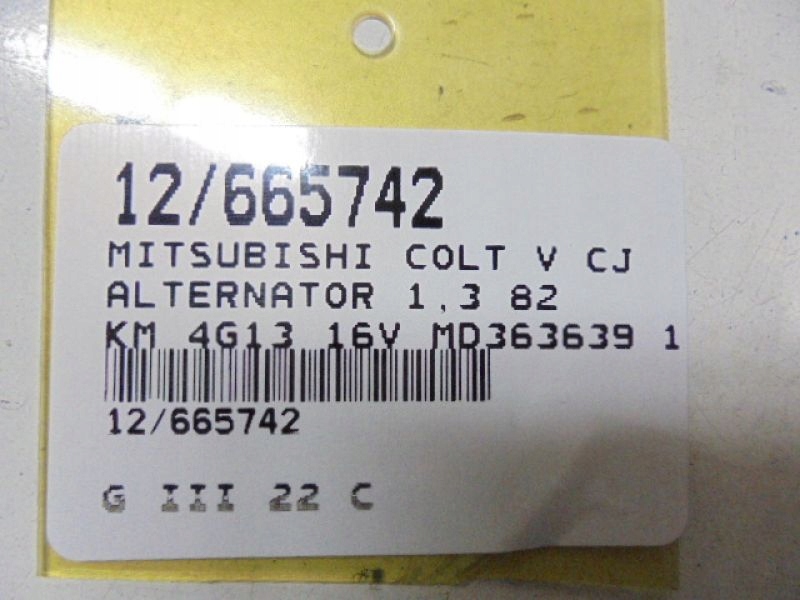 12/665742
MITSUBISHI COLT V CJ
ALTERNATOR 1,3 82
KM 4G13 16V MD363639 1
12/665742
G III 22 C